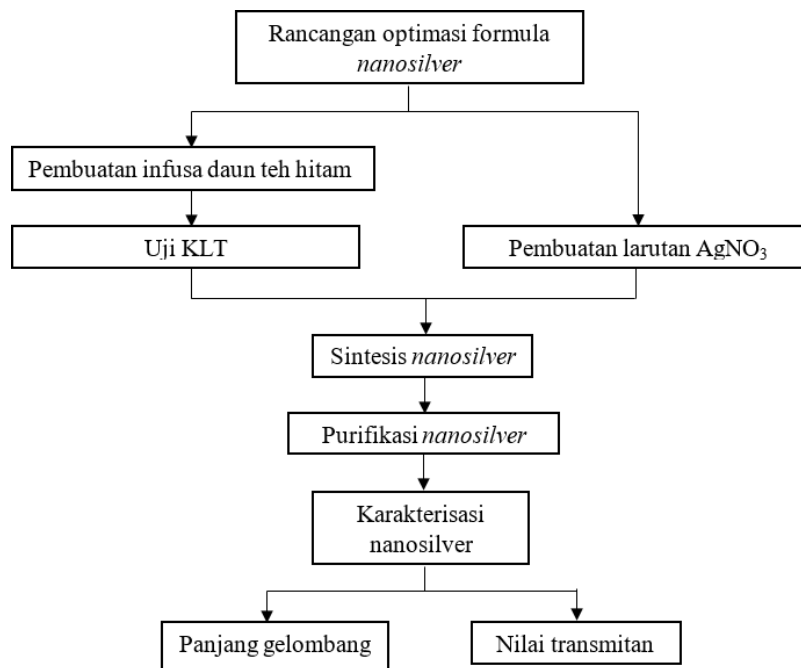 Rancangan optimasi formula
nanosilver
Pembuatan infusa daun teh hitam
Uji KLT
Pembuatan larutan AgNO₃
Sintesis nanosilver
Purifikasi nanosilver
Karakterisasi
nanosilver
Panjang gelombang
Nilai transmitan